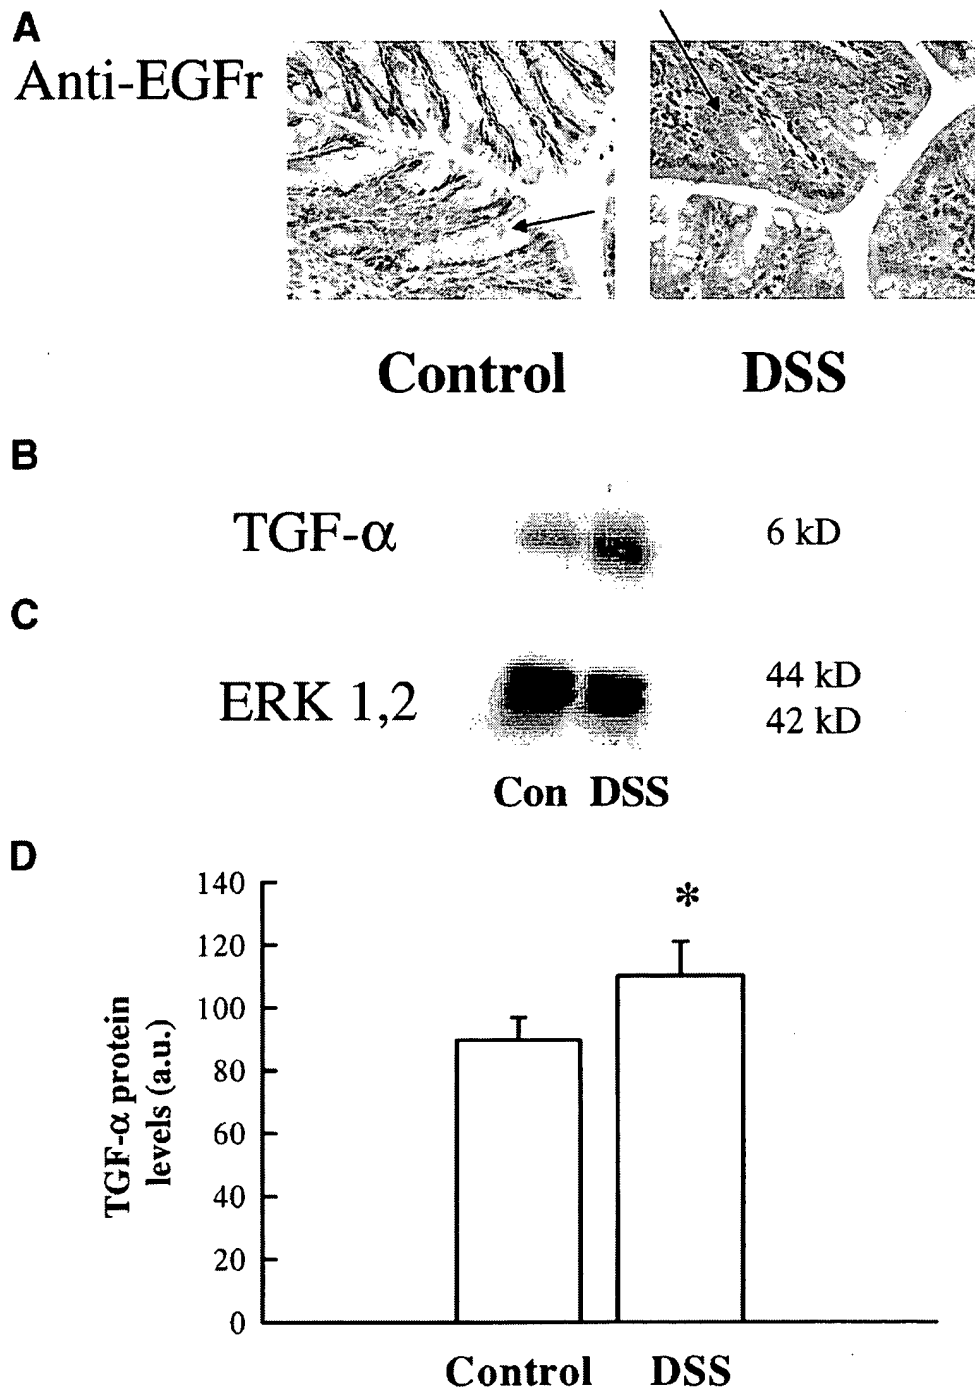 A
Anti-EGFr
Control DSS
B
TGF-α 6 kD
C
ERK 1,2 44 kD
42 kD
Con DSS
D
140
*
120
100
80
60
40
20
0
TGF-α protein
levels (a.u.)
Control DSS